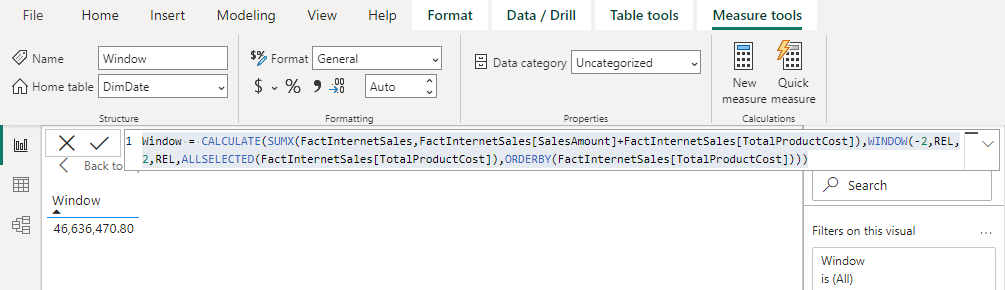 File Home Insert Modeling View Help Format Data / Drill Table tools Measure tools
Name Window $% Format General Data category Uncategorized New measure Quick measure
Home table DimDate $ % Auto
Structure Formatting Properties Calculations
1 Window = CALCULATE(SUMX(FactInternetSales,FactInternetSales[SalesAmount]+FactInternetSales[TotalProductCost]),WINDOW(-2,REL,
2,REL,ALLSELECTED(FactInternetSales[TotalProductCost]),ORDERBY(FactInternetSales[TotalProductCost])))
Back to
Window
46,636,470.80
Search
Filters on this visual ...
Window
is (All)